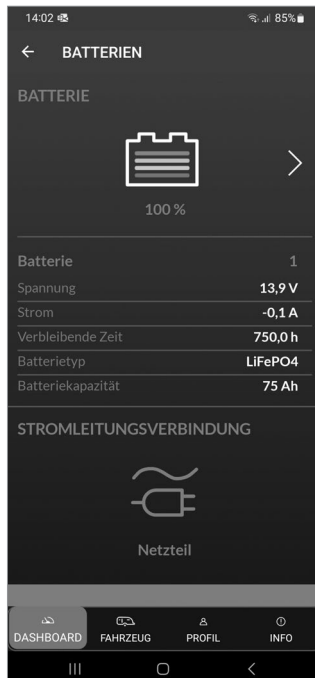 14:02 85%
BATTERIEN
BATTERIE
100 %
Batterie 1
Spannung 13,9 V
Strom -0,1 A
Verbleibende Zeit 750,0 h
Batterietyp LiFePO4
Batteriekapazität 75 Ah
STROMLEITUNGSVERBINDUNG
Netzteil
DASHBOARD FAHRZEUG PROFIL INFO